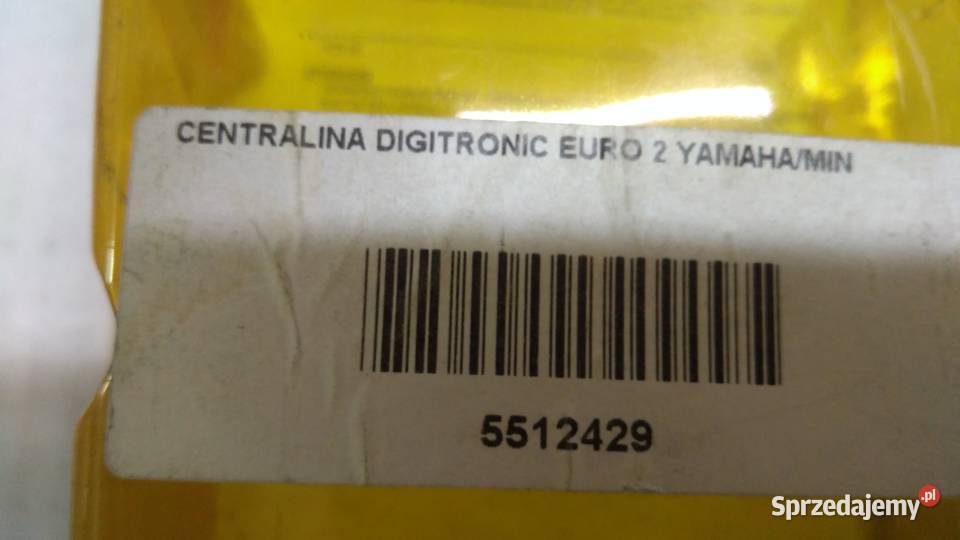 CENTRALINA DIGITRONIC EURO 2 YAMAHA/MIN
5512429
Sprzedajemy.pl